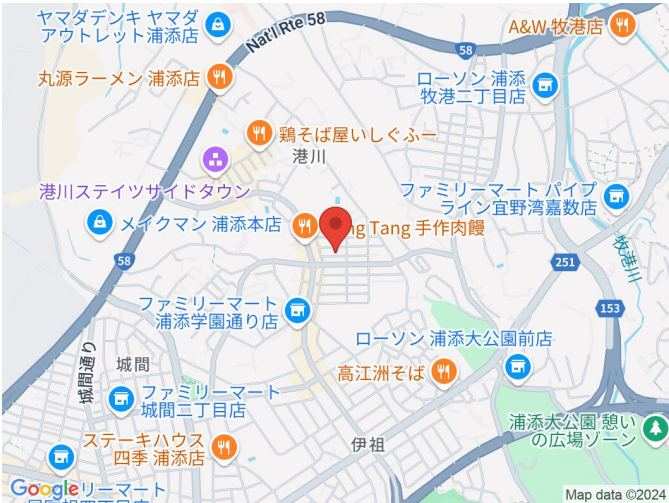 ヤマダデンキ ヤマダ
アウトレット浦添店
Nat'l Rte 58
58
A&W 牧港店
丸源ラーメン 浦添店
ローソン 浦添
牧港二丁目店
鶏そば屋いしぐふー
港川
港川ステイツサイドタウン
ファミリーマート パイプ
ライン宜野湾嘉数店
メイクマン 浦添本店
ng Tang 手作肉饅
牧港川
58
251
ファミリーマート
浦添学園通り店
153
城間通り
城間
ローソン 浦添大公園前店
高江洲そば
ファミリーマート
城間二丁目店
浦添大公園 憩い
の広場ゾーン
ステーキハウス
四季 浦添店
伊祖
Google
リーマート
Map data ©2024